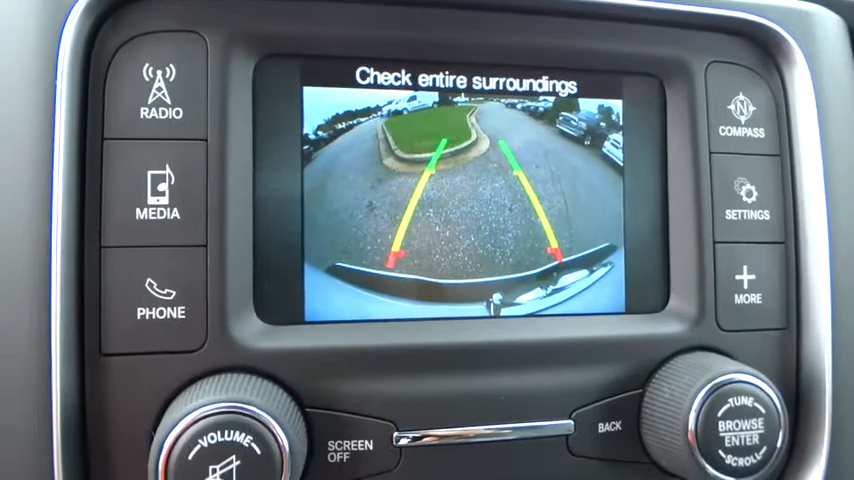 Check entire surroundings
RADIO
MEDIA
PHONE
COMPASS
SETTINGS
MORE
VOLUME
SCREEN
OFF
BACK
TUNE
BROWSE
ENTER
SCROLL